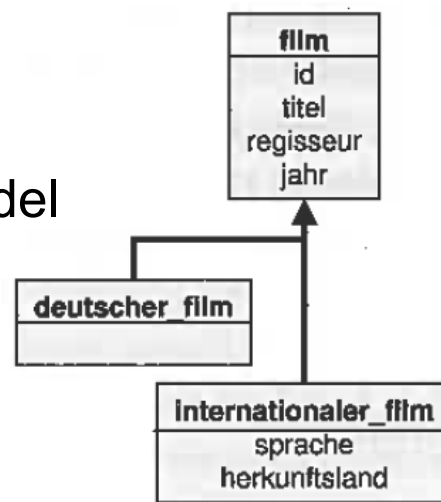 film
id
titel
regisseur
jahr
del
deutscher_film
internationaler_film
sprache
herkunftsland